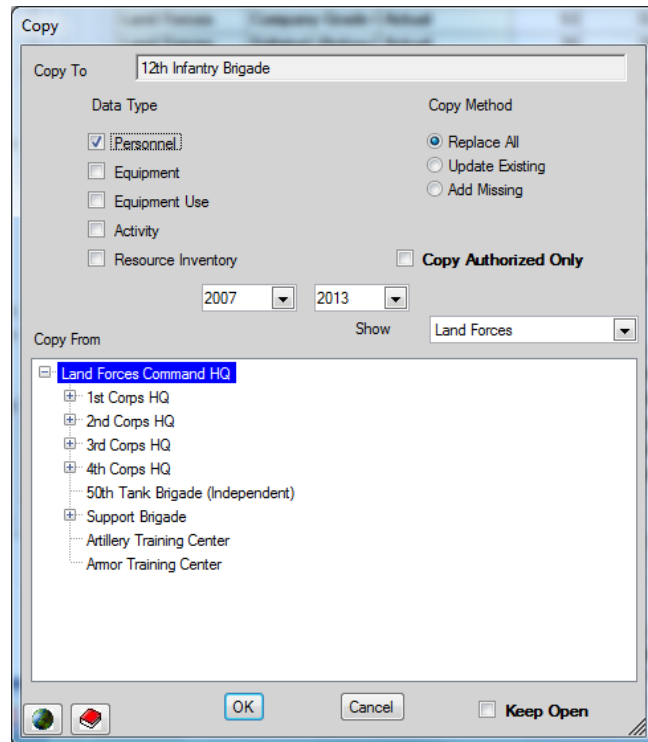 Copy
Copy To 12th Infantry Brigade
Data Type Copy Method
Personnel Replace All
Equipment Update Existing
Equipment Use Add Missing
Activity
Resource Inventory Copy Authorized Only
2007 2013
Copy From Show Land Forces
Land Forces Command HQ
1st Corps HQ
2nd Corps HQ
3rd Corps HQ
4th Corps HQ
50th Tank Brigade (Independent)
Support Brigade
Artillery Training Center
Armor Training Center
OK Cancel Keep Open